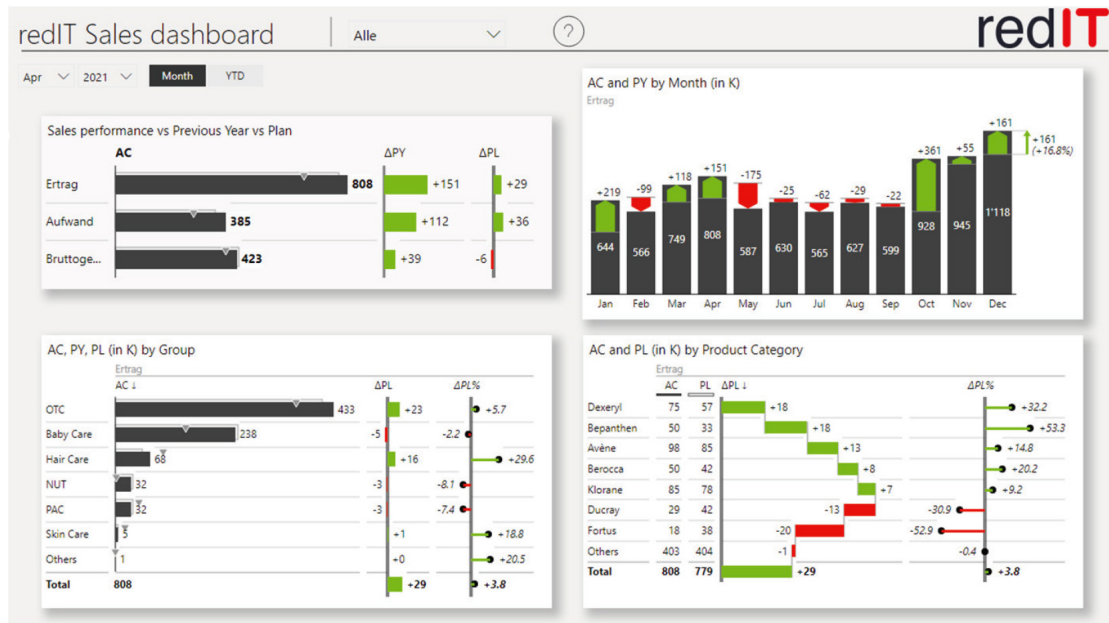 redIT Sales dashboard
Alle
?
redIT
Apr 2021 Month YTD
Sales performance vs Previous Year vs Plan
AC ΔPY ΔPL
Ertrag 808 +151 +29
Aufwand 385 +112 +36
Bruttoge... 423 +39 -6
AC and PY by Month (in K)
Ertrag
+219 -99 +118 +151 -175 -25 -62 -29 -22 +361 +55 +161
+161
(+16.8%)
644 566 749 808 587 630 565 627 599 928 945 1'118
Jan Feb Mar Apr May Jun Jul Aug Sep Oct Nov Dec
AC, PY, PL (in K) by Group
Ertrag
AC ↓ ΔPL ΔPL%
OTC 433 +23 +5.7
Baby Care 238 -5 -2.2
Hair Care 68 +16 +29.6
NUT 32 -3 -8.1
PAC 32 -3 -7.4
Skin Care 5 +1 +18.8
Others 1 +0 +20.5
Total 808 +29 +3.8
AC and PL (in K) by Product Category
Ertrag
AC PL ΔPL ↓ ΔPL%
Dexeryl 75 57 +18 +32.2
Bepanthen 50 33 +18 +53.3
Avène 98 85 +13 +14.8
Berocca 50 42 +8 +20.2
Klorane 85 78 +7 +9.2
Ducray 29 42 -13 -30.9
Fortus 18 38 -20 -52.9
Others 403 404 -1 -0.4
Total 808 779 +29 +3.8